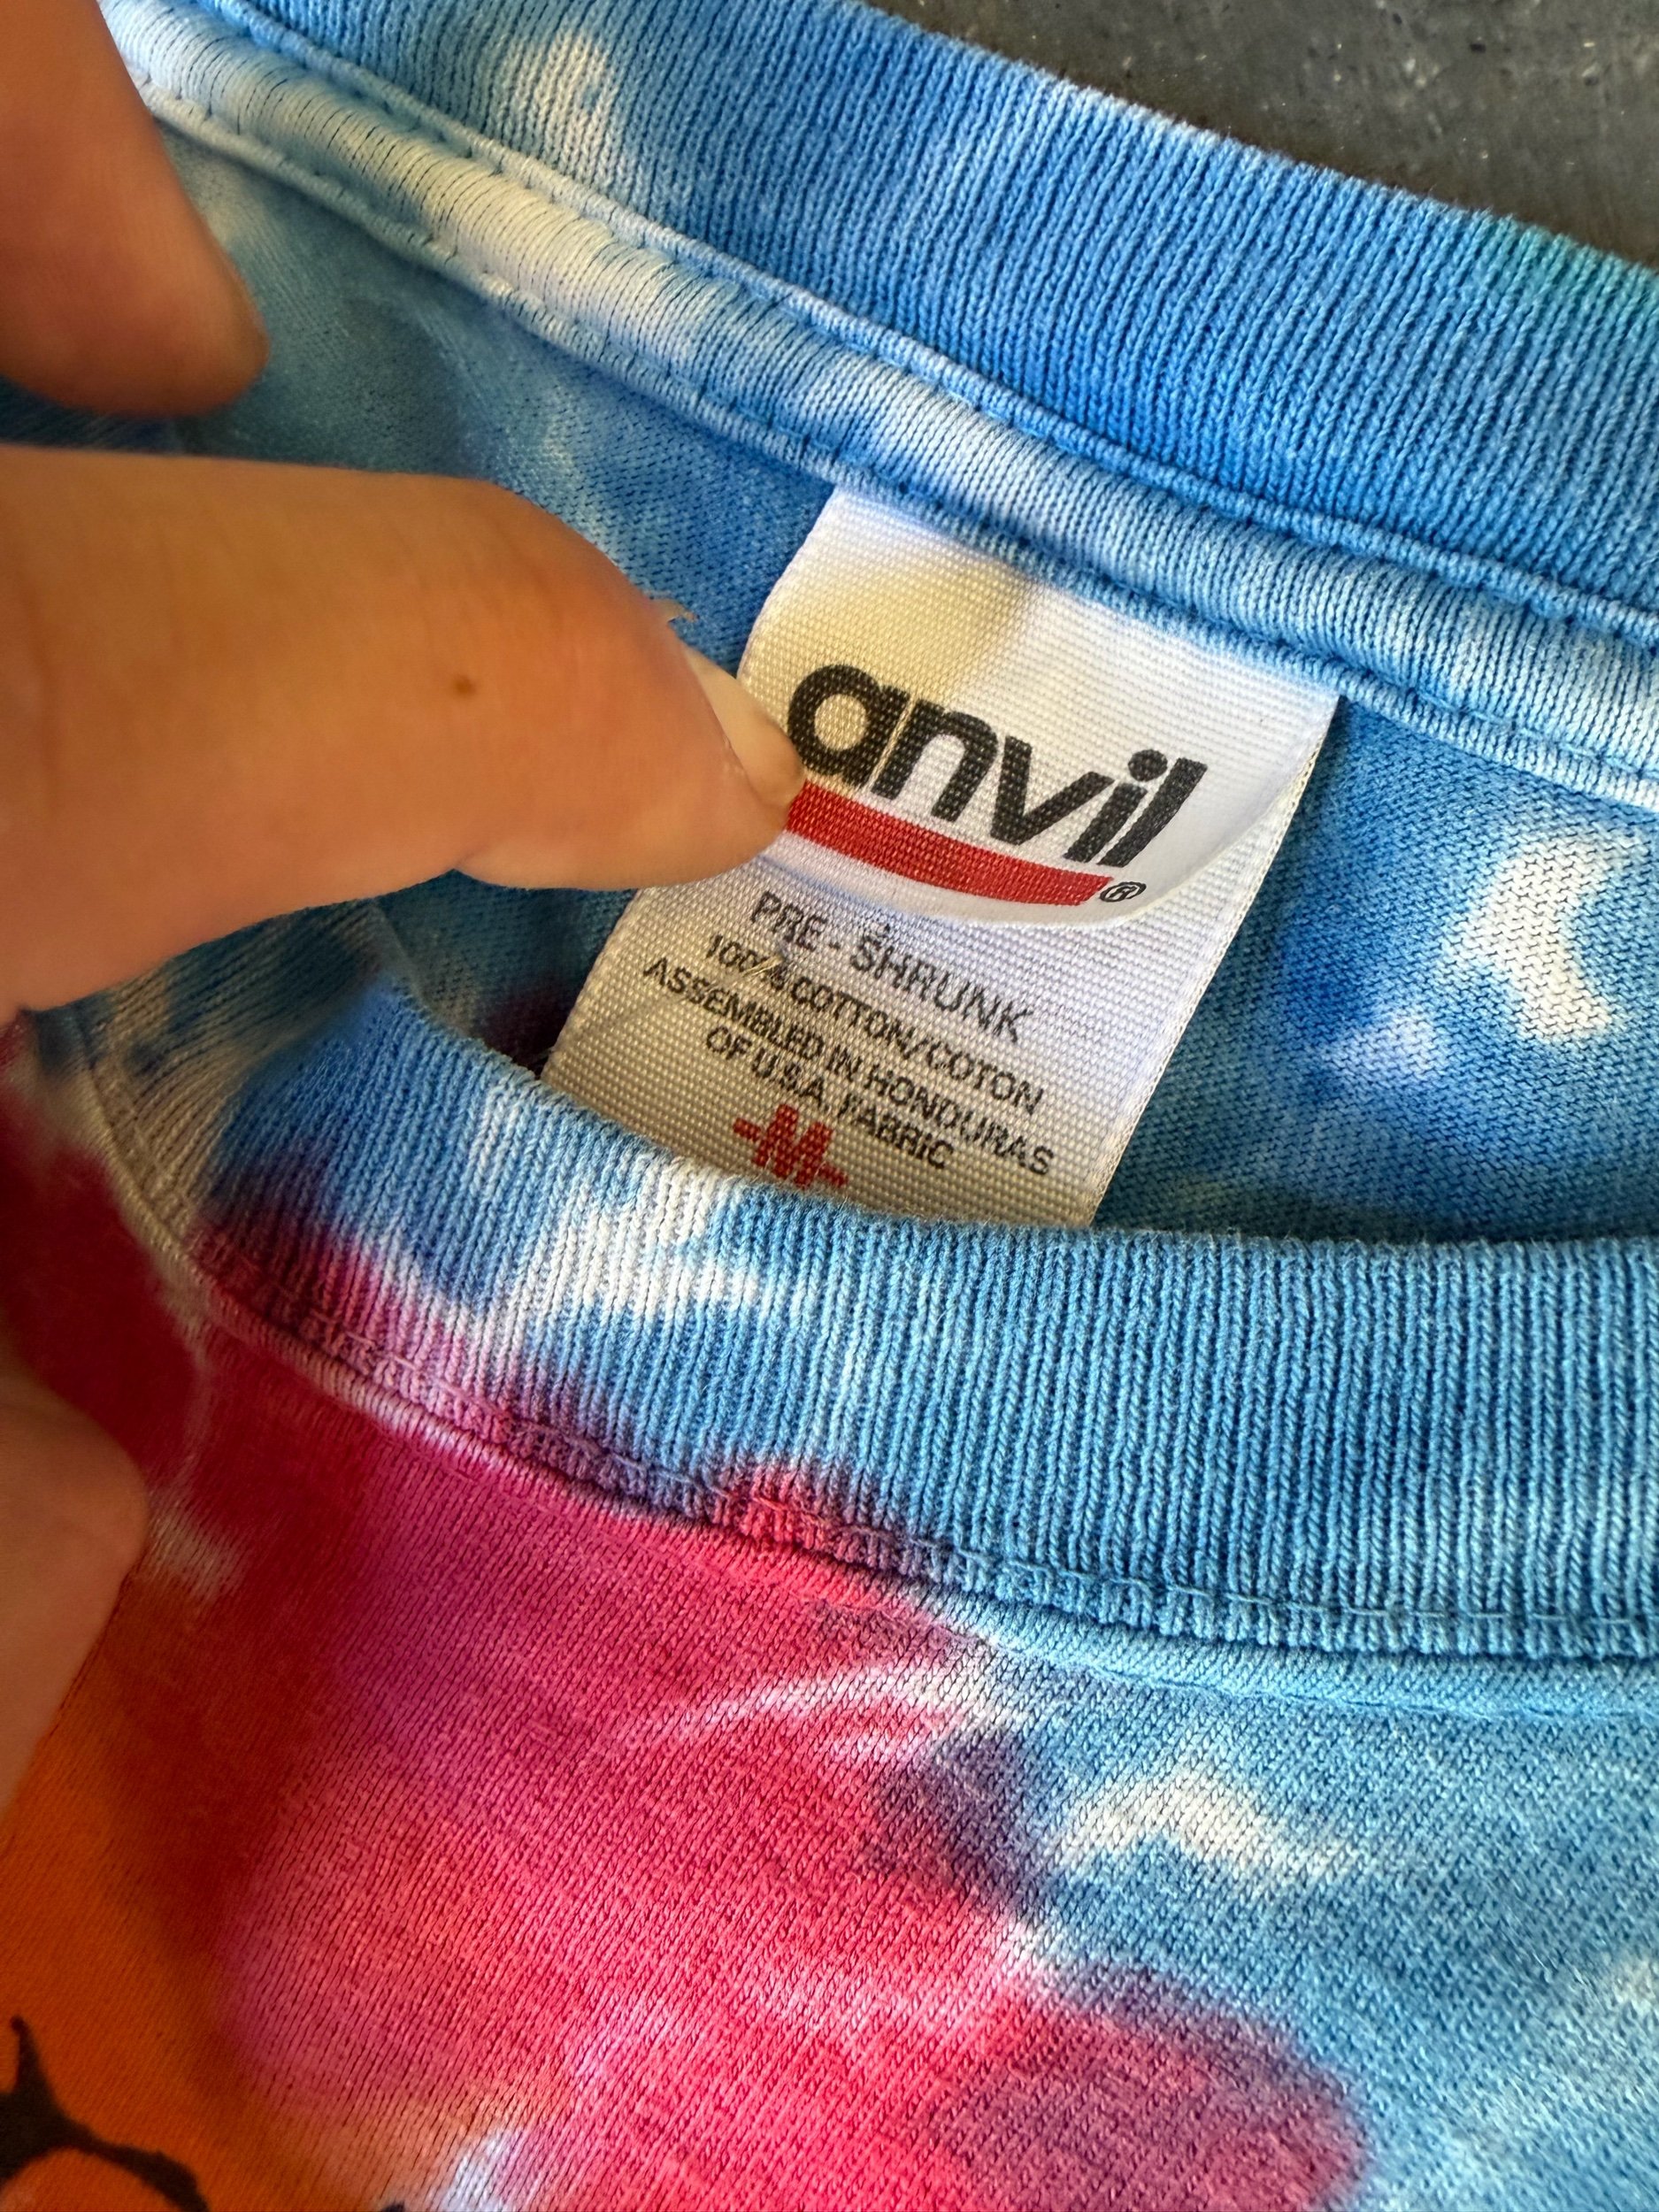 anvil®
PRE-SHRUNK
100% COTTON/COTON
ASSEMBLED IN HONDURAS
OF U.S.A. FABRIC
-M-